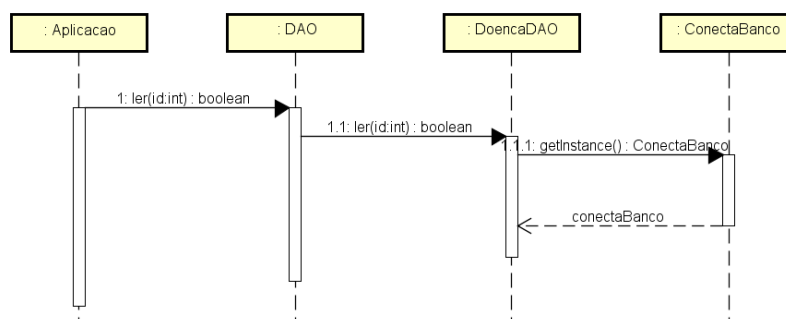 : Aplicacao
: DAO
: DoencaDAO
: ConectaBanco
1: ler(id:int) : boolean
1.1: ler(id:int) : boolean
1.1.1: getInstance() : ConectaBanco
conectaBanco